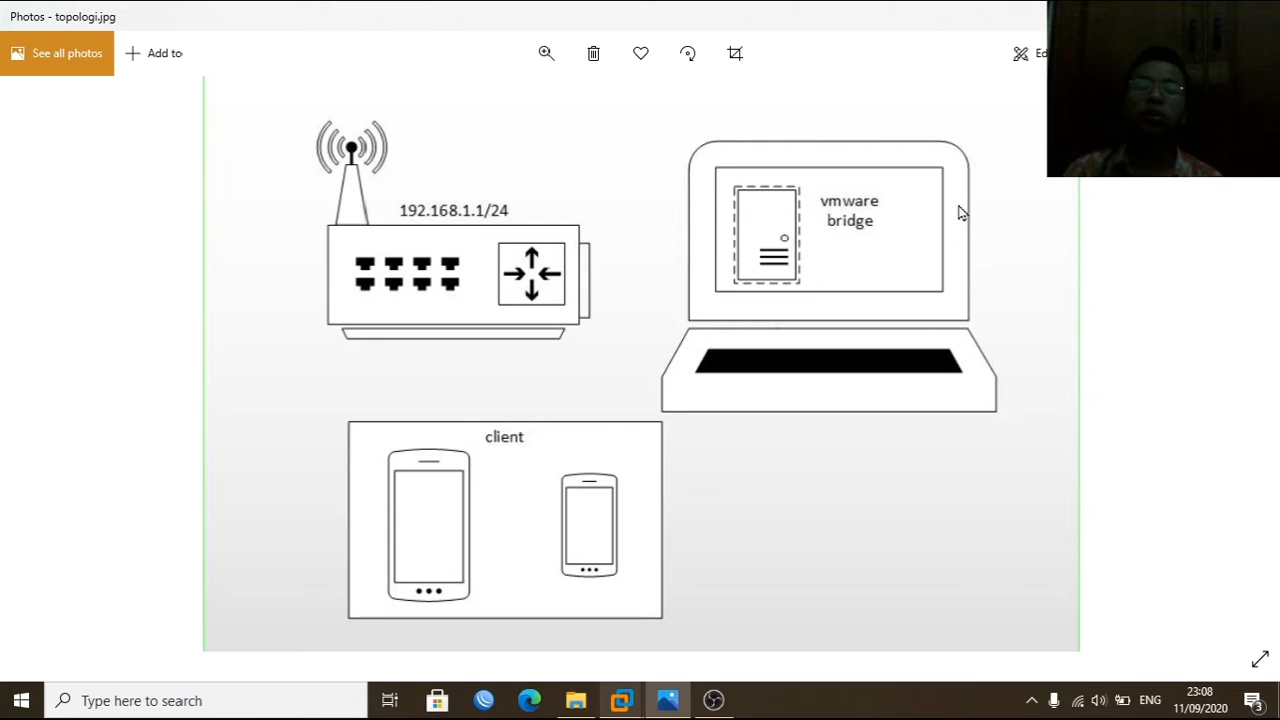 Photos - topologi.jpg
See all photos
Add to
Ed
192.168.1.1/24
vmware
bridge
client
Type here to search
ENG
23:08
11/09/2020
3